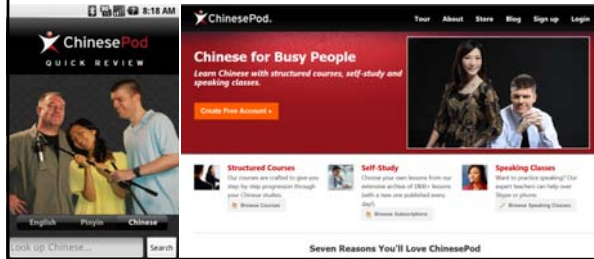 8:18 AM
ChinesePod
QUICK REVIEW
English Pinyin Chinese
Look up Chinese... Search
ChinesePod.
Tour About Store Blog Sign up Login
Chinese for Busy People
Learn Chinese with structured courses, self-study and
speaking classes.
Create Free Account »
Structured Courses
Our courses are crafted to give you
step-by-step progression through
your Chinese studies.
Browse Courses
Self-Study
Choose your own lessons from our
extensive archive of 1800+ lessons
(with a new one published every
day!).
Browse Subscriptions
Speaking Classes
Want to practice speaking? Our
expert teachers can help over
Skype or phone.
Browse Speaking Classes
Seven Reasons You'll Love ChinesePod